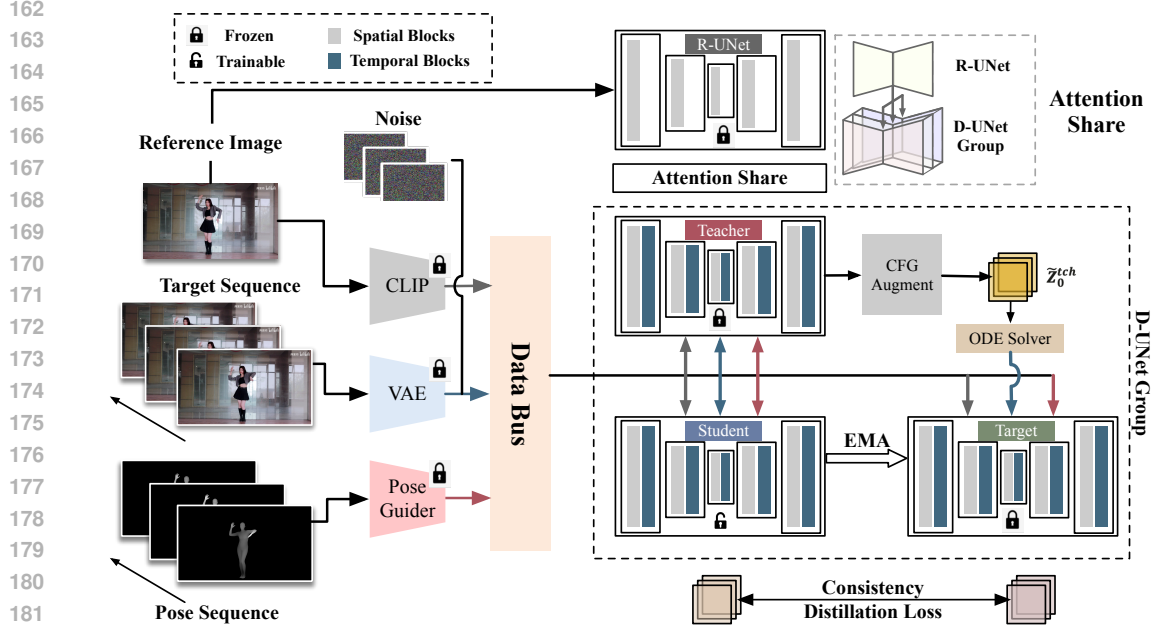 162
163
164
165
166
167
168
169
170
171
172
173
174
175
176
177
178
179
180
181
Frozen
Spatial Blocks
Trainable
Temporal Blocks
R-UNet
R-UNet
D-UNet
Group
Attention
Share
Attention Share
Reference Image
Noise
CLIP
Target Sequence
VAE
Pose
Guider
Pose Sequence
Data Bus
Teacher
CFG
Augment
z̃₀ᵗᶜʰ
ODE Solver
D-UNet Group
Student
EMA
Target
Consistency
Distillation Loss